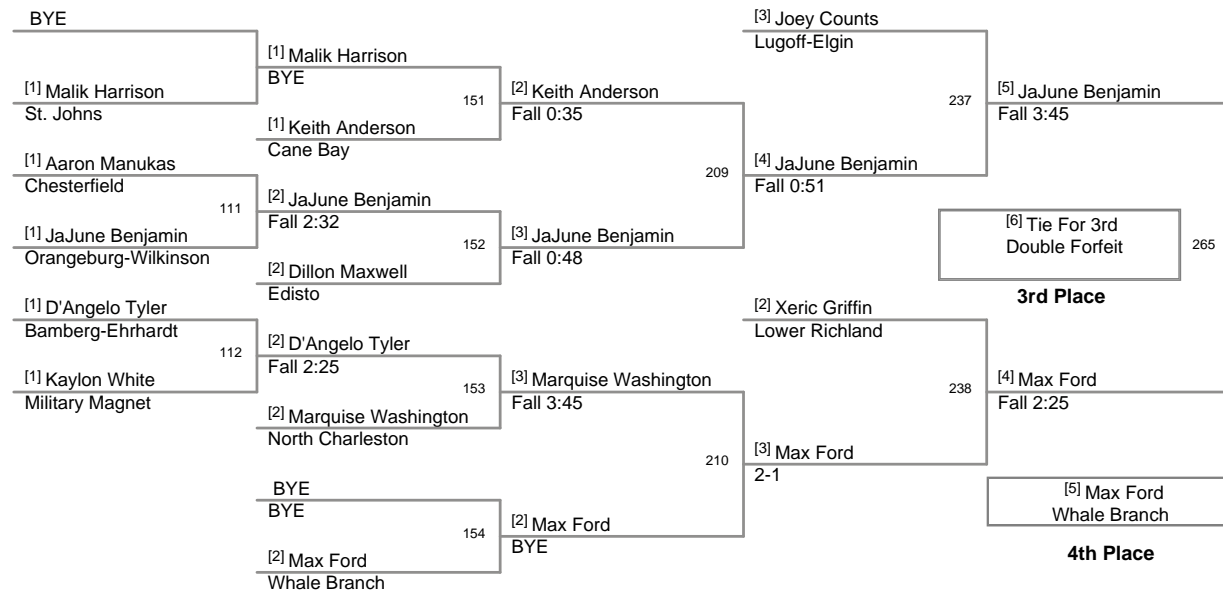 BYE
[1] Malik Harrison
St. Johns
[1] Aaron Manukas
Chesterfield
111
[1] JaJune Benjamin
Orangeburg-Wilkinson
[1] D'Angelo Tyler
Bamberg-Ehrhardt
112
[1] Kaylon White
Military Magnet
[1] Malik Harrison
BYE
151
[1] Keith Anderson
Cane Bay
[2] JaJune Benjamin
Fall 2:32
152
[2] Dillon Maxwell
Edisto
[2] D'Angelo Tyler
Fall 2:25
153
[2] Marquise Washington
North Charleston
BYE
BYE
154
[2] Max Ford
Whale Branch
[2] Keith Anderson
Fall 0:35
209
[3] JaJune Benjamin
Fall 0:48
[3] Marquise Washington
Fall 3:45
210
[2] Max Ford
BYE
[3] Joey Counts
Lugoff-Elgin
237
[4] JaJune Benjamin
Fall 0:51
[2] Xeric Griffin
Lower Richland
238
[3] Max Ford
2-1
[5] JaJune Benjamin
Fall 3:45
[6] Tie For 3rd
Double Forfeit
265
3rd Place
[4] Max Ford
Fall 2:25
[5] Max Ford
Whale Branch
4th Place